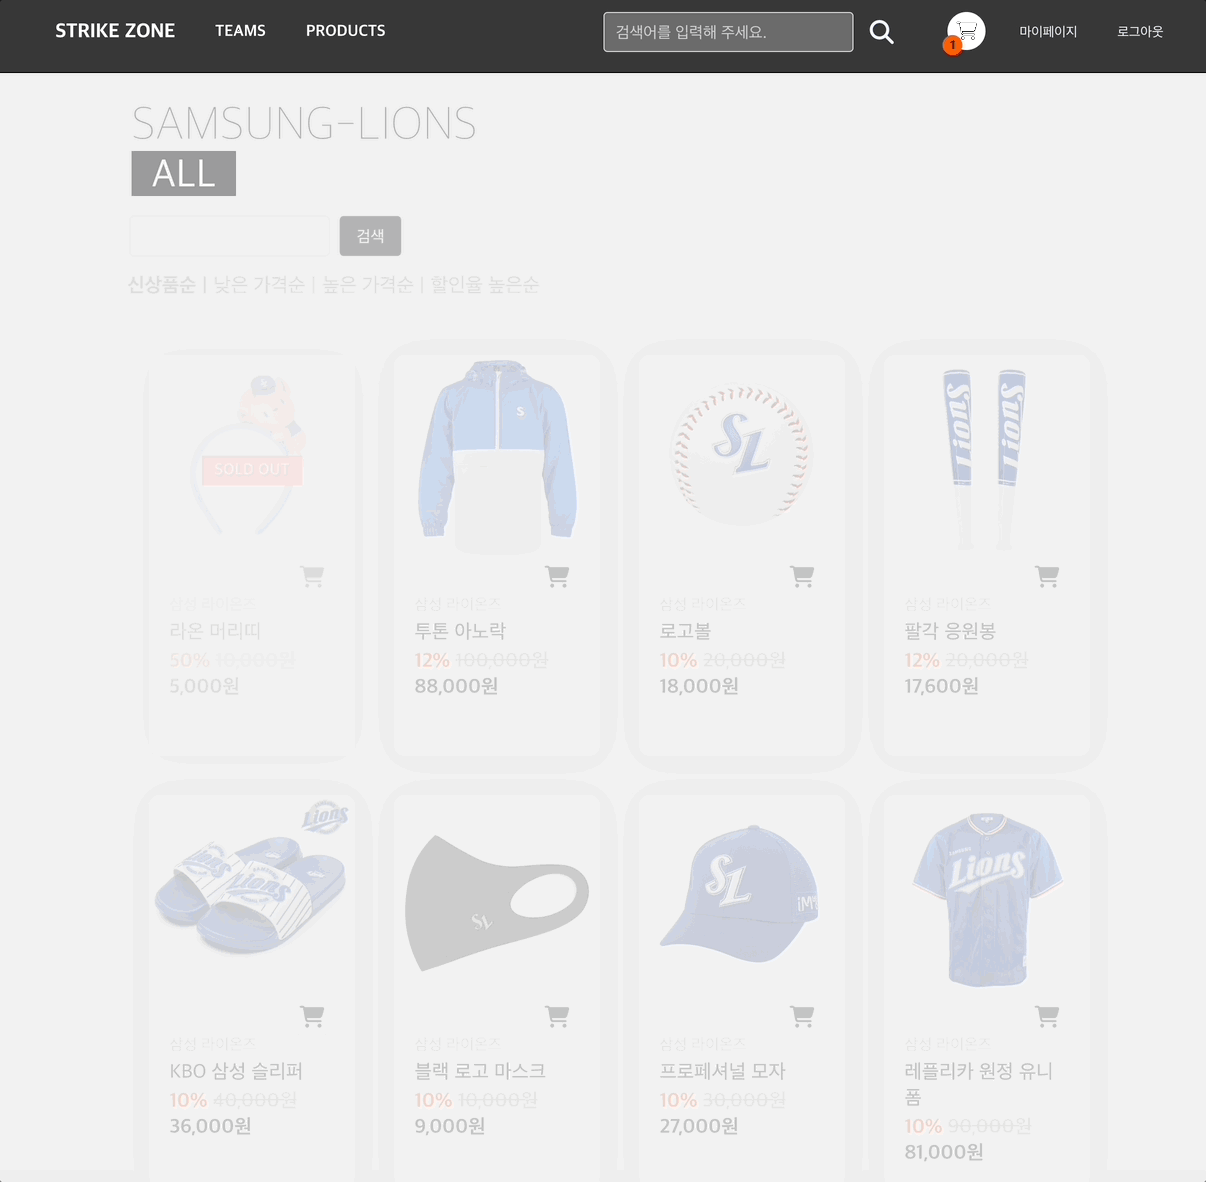 STRIKE ZONE TEAMS PRODUCTS 검색어를 입력해 주세요. 1 마이페이지 로그아웃
SAMSUNG-LIONS
ALL
검색
신상품순 | 낮은 가격순 | 높은 가격순 | 할인율 높은순
SOLD OUT
삼성 라이온즈
라온 머리띠
50% 10,000원
5,000원
S
삼성 라이온즈
투톤 아노락
12% 100,000원
88,000원
SL
삼성 라이온즈
로고볼
10% 20,000원
18,000원
Lions Lions
삼성 라이온즈
팔각 응원봉
12% 20,000원
17,600원
Lions
Lions
Lions
삼성 라이온즈
KBO 삼성 슬리퍼
10% 40,000원
36,000원
SL
삼성 라이온즈
블랙 로고 마스크
10% 10,000원
9,000원
SL
삼성 라이온즈
프로페셔널 모자
10% 30,000원
27,000원
Lions
삼성 라이온즈
레플리카 원정 유니
폼
10% 90,000원
81,000원